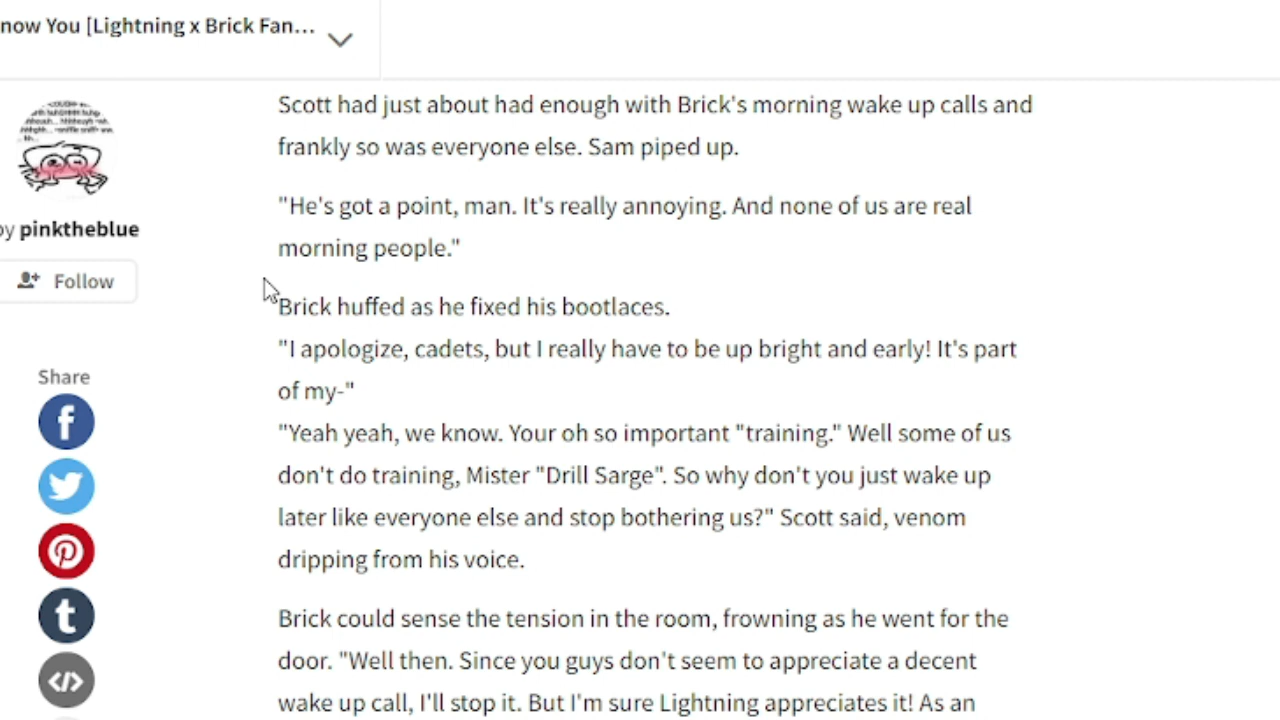 now You [Lightning x Brick Fan...
Scott had just about had enough with Brick's morning wake up calls and
frankly so was everyone else. Sam piped up.
"He's got a point, man. It's really annoying. And none of us are real
morning people."
by pinktheblue
Follow
Brick huffed as he fixed his bootlaces.
"I apologize, cadets, but I really have to be up bright and early! It's part
of my-"
"Yeah yeah, we know. Your oh so important "training." Well some of us
don't do training, Mister "Drill Sarge". So why don't you just wake up
later like everyone else and stop bothering us?" Scott said, venom
dripping from his voice.
Share
Brick could sense the tension in the room, frowning as he went for the
door. "Well then. Since you guys don't seem to appreciate a decent
wake up call, I'll stop it. But I'm sure Lightning appreciates it! As an